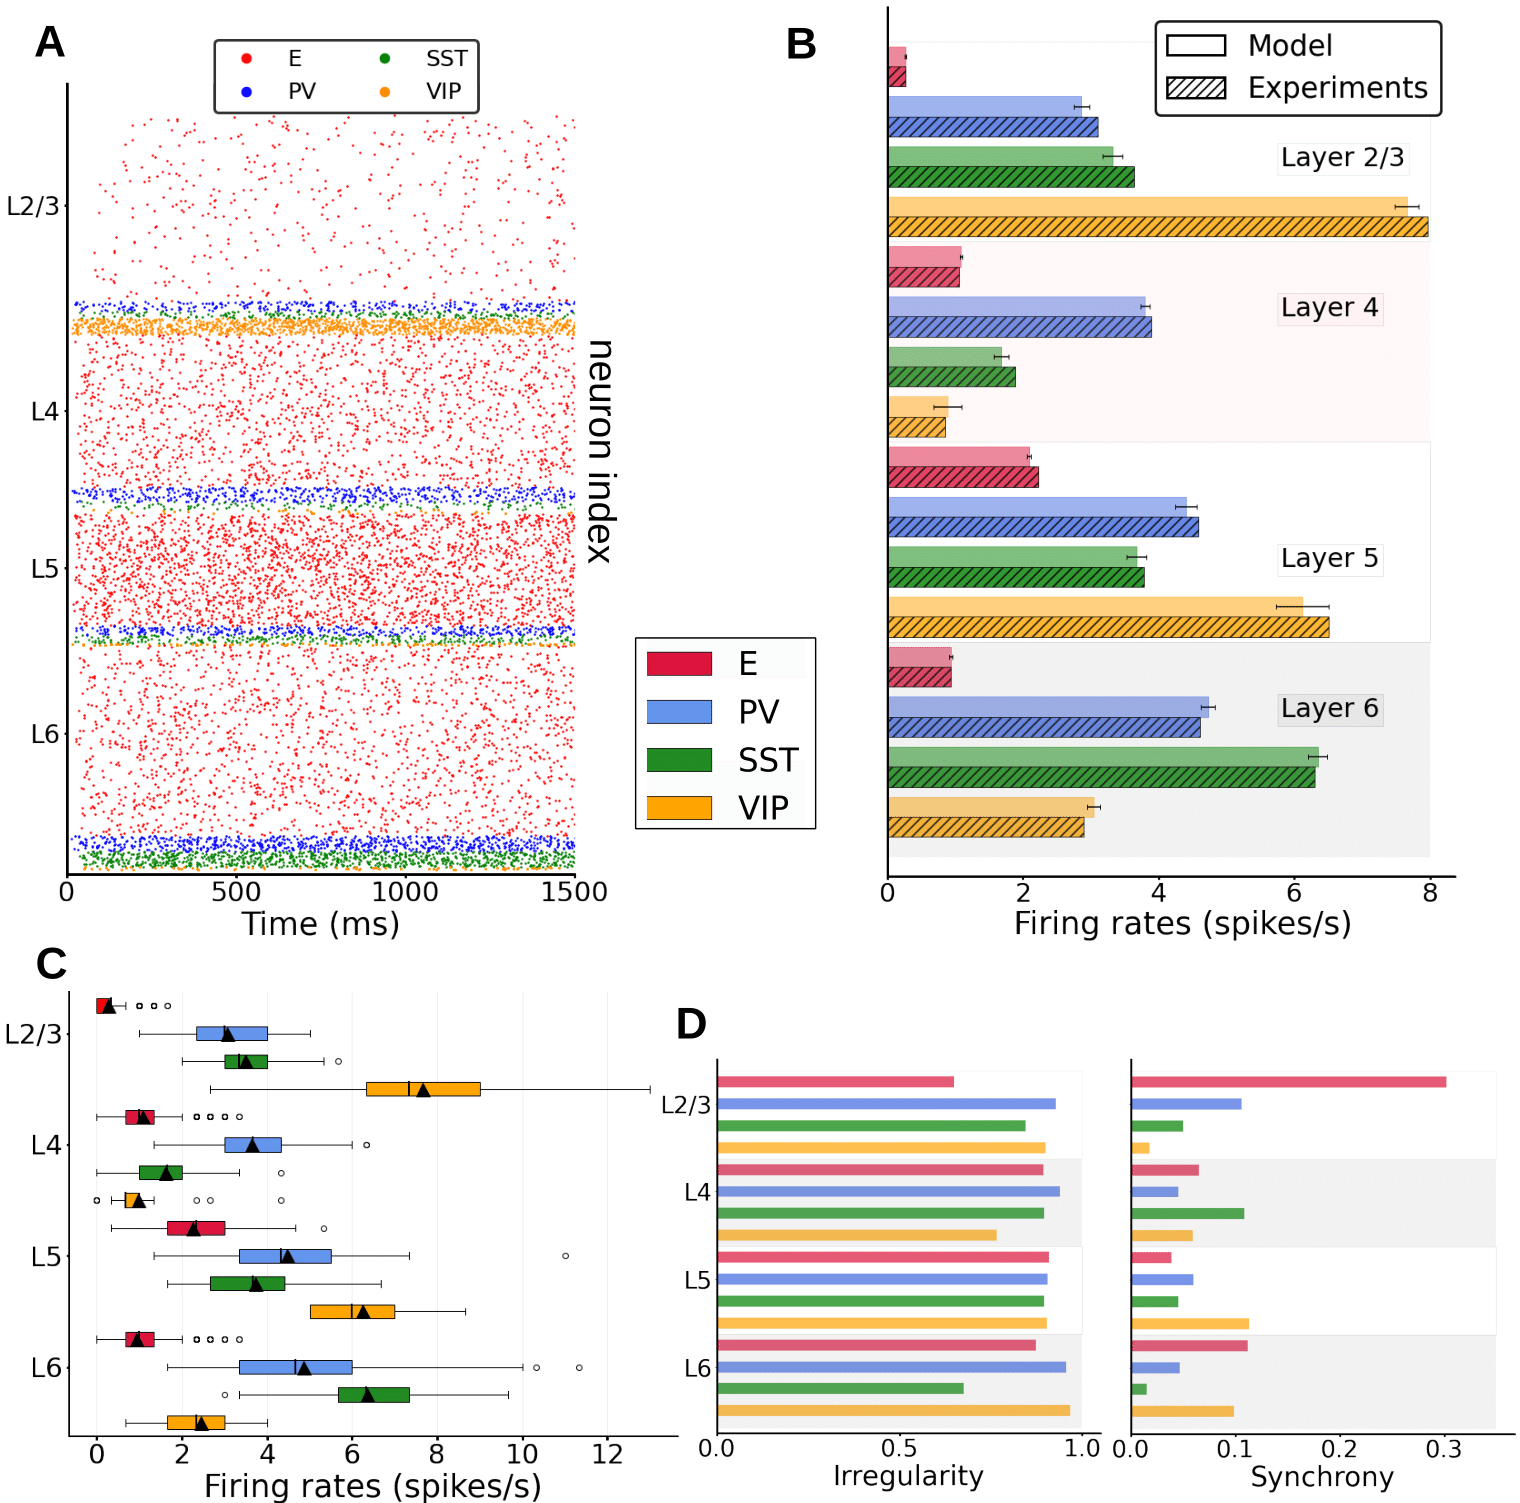 A
E
SST
PV
VIP
L2/3
L4
L5
L6
neuron index
0
500
1000
1500
Time (ms)
E
PV
SST
VIP
B
Model
Experiments
Layer 2/3
Layer 4
Layer 5
Layer 6
0
2
4
6
8
Firing rates (spikes/s)
C
L2/3
L4
L5
L6
0
2
4
6
8
10
12
Firing rates (spikes/s)
D
L2/3
L4
L5
L6
0.0
0.5
1.0
Irregularity
0.0
0.1
0.2
0.3
Synchrony